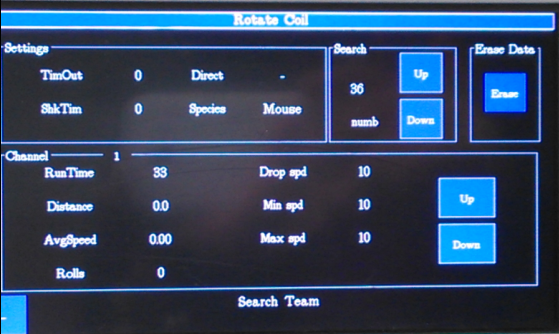 Rotate Coil
Settings
Search
Erase Data
TimOut 0 Direct -
Up
36
Erase
ShkTim 0 Species Mouse
numb
Down
Channel 1
RunTime 33 Drop spd 10
Distance 0.0 Min spd 10
Up
AvgSpeed 0.00 Max spd 10
Down
Rolls 0
Search Team